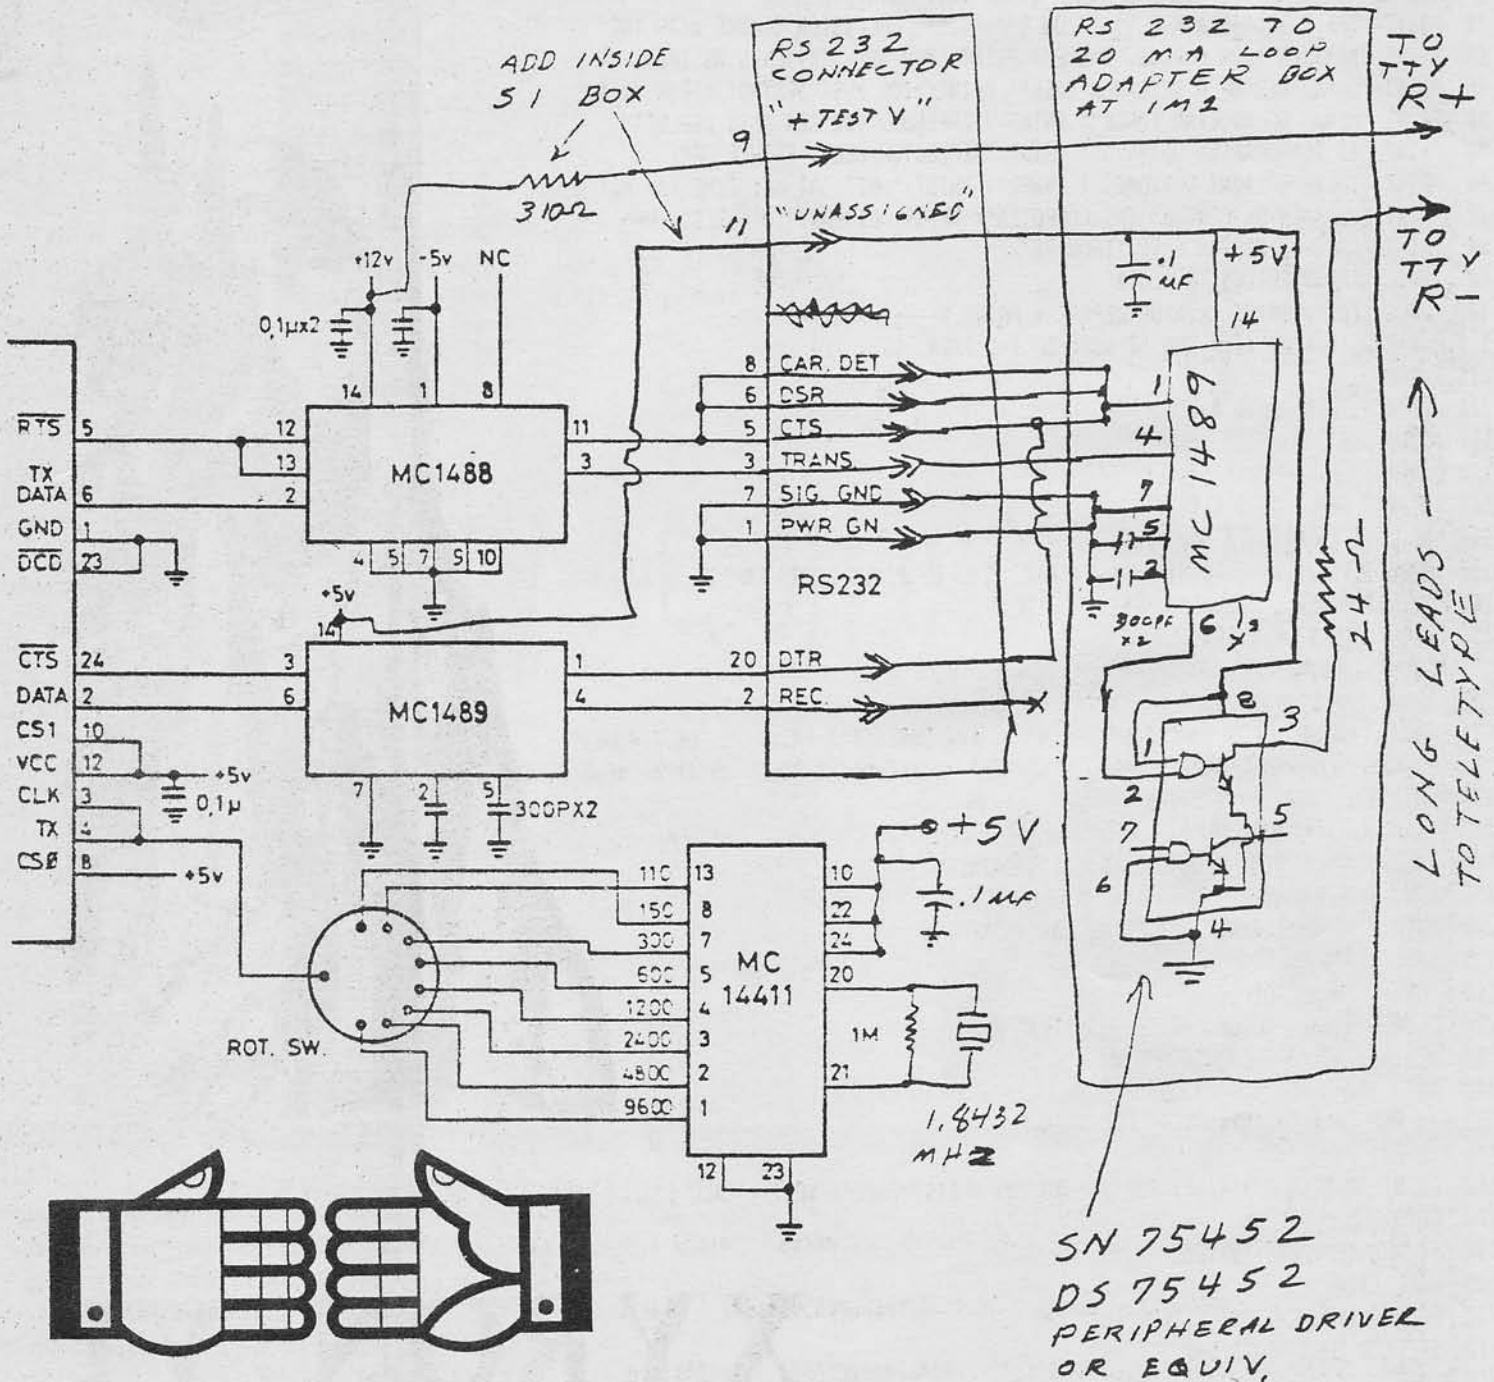 ADD INSIDE
S1 BOX
RS232
CONNECTOR
"+TEST V"
RS 232 TO
20 MA LOOP
ADAPTER BOX
AT IM2
TO
TTY
R+
9
310Ω
11
"UNASSIGNED"
.1
MF
+5V
TO
TTY
R-
+12v
-5v
NC
0,1µx2
14
14
1
8
8 CAR. DET
6 DSR
5 CTS
3 TRANS.
7 SIG. GND
1 PWR GN
RS232
1
4
7
5
2
MC 1489
300PF
X2
6
X3
RTS 5
TX
DATA 6
GND 1
DCD 23
12
13
2
MC1488
11
3
4
5
7
9
10
24Ω
LONG LEADS
TO TELETYPE
+5v
14
CTS 24
DATA 2
CS1 10
VCC 12
CLK 3
TX 4
CS0 8
3
6
MC1489
1
4
20 DTR
2 REC.
+5v
0,1µ
+5v
7
2
5
300PX2
8
3
1
2
7
5
6
4
+5V
.1 MF
110 13
150 8
300 7
600 5
1200 4
2400 3
4800 2
9600 1
MC
14411
10
22
24
20
21
1M
ROT. SW.
1.8432
MHZ
12
23
SN 75452
DS 75452
PERIPHERAL DRIVER
OR EQUIV.